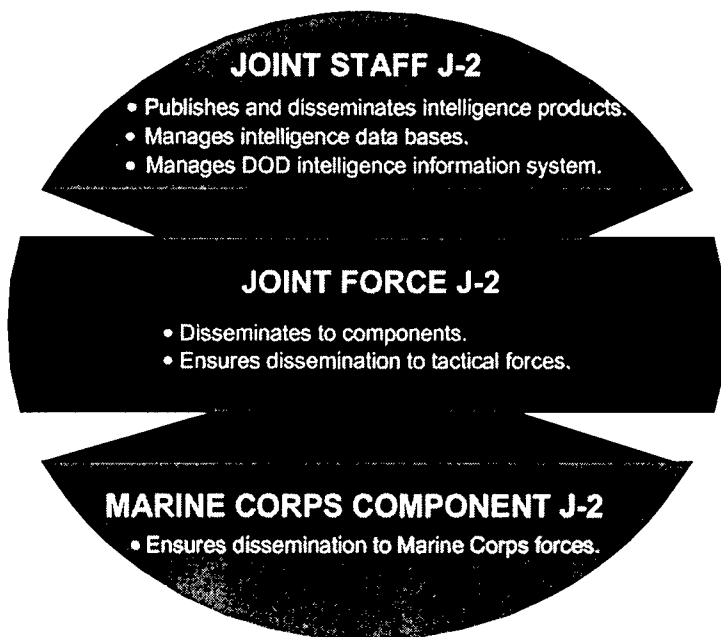 JOINT STAFF J-2
• Publishes and disseminates intelligence products.
• Manages intelligence data bases.
• Manages DOD intelligence information system.
JOINT FORCE J-2
• Disseminates to components.
• Ensures dissemination to tactical forces.
MARINE CORPS COMPONENT J-2
• Ensures dissemination to Marine Corps forces.